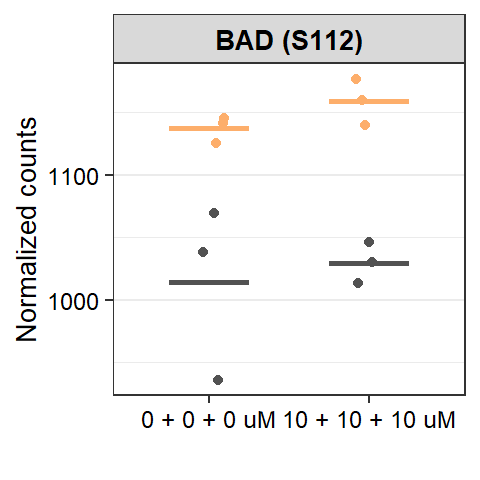 BAD (S112)
Normalized counts
1100
1000
0 + 0 + 0 uM 10 + 10 + 10 uM